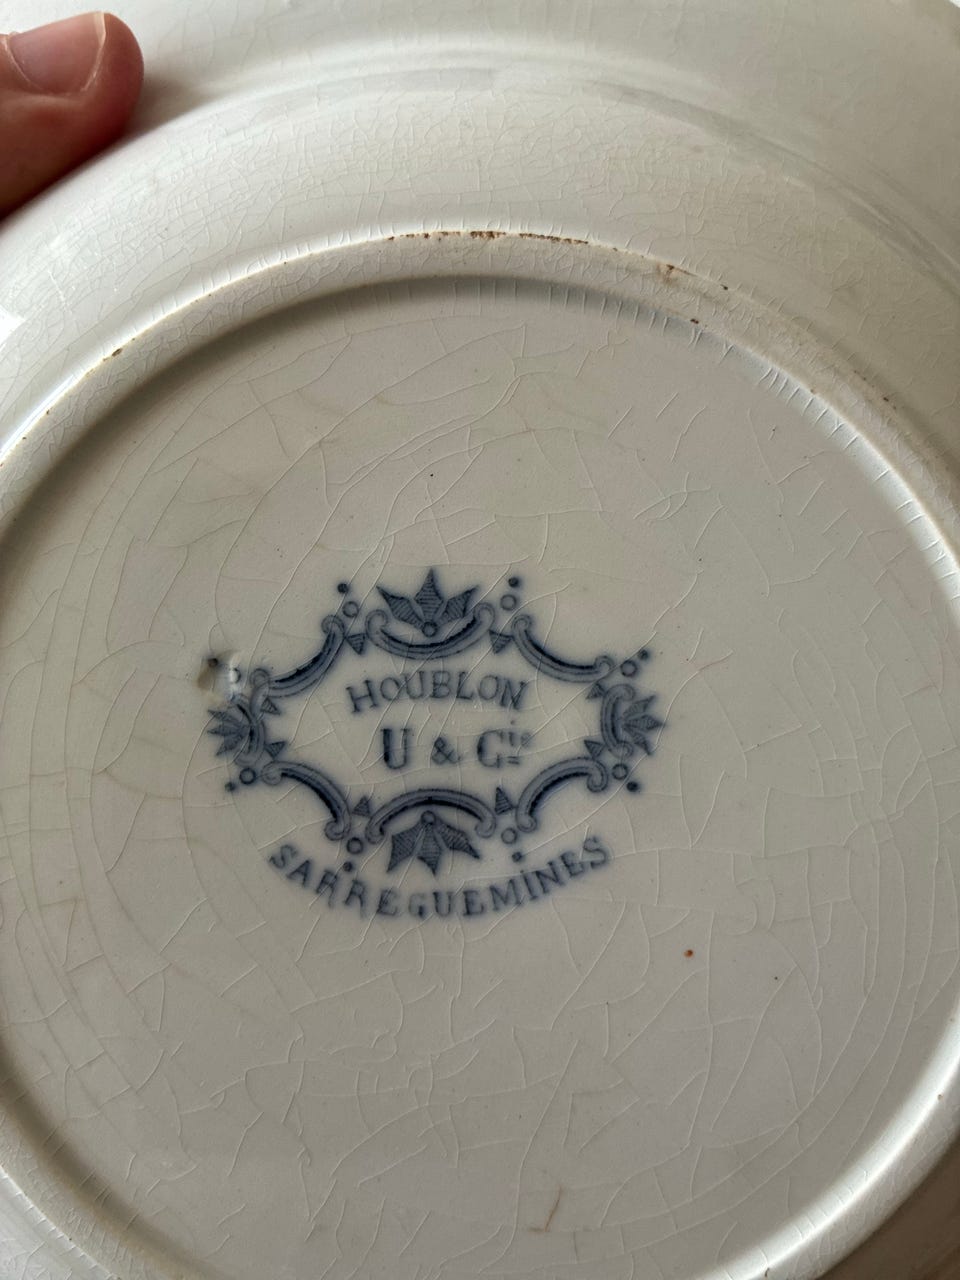 HOUBLON
U & Cie
SARREGUEMINES